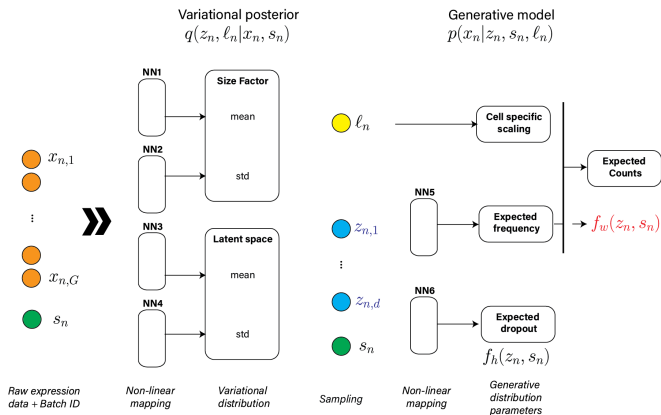 Variational posterior
q(z_n, ℓ_n|x_n, s_n)
Generative model
p(x_n|z_n, s_n, ℓ_n)
x_{n,1}
...
x_{n,G}
s_n
NN1
NN2
NN3
NN4
Size Factor
mean
std
Latent space
mean
std
ℓ_n
z_{n,1}
...
z_{n,d}
s_n
NN5
NN6
Cell specific
scaling
Expected
frequency
Expected
dropout
f_h(z_n, s_n)
Expected
Counts
f_w(z_n, s_n)
Raw expression
data + Batch ID
Non-linear
mapping
Variational
distribution
Sampling
Non-linear
mapping
Generative
distribution
parameters